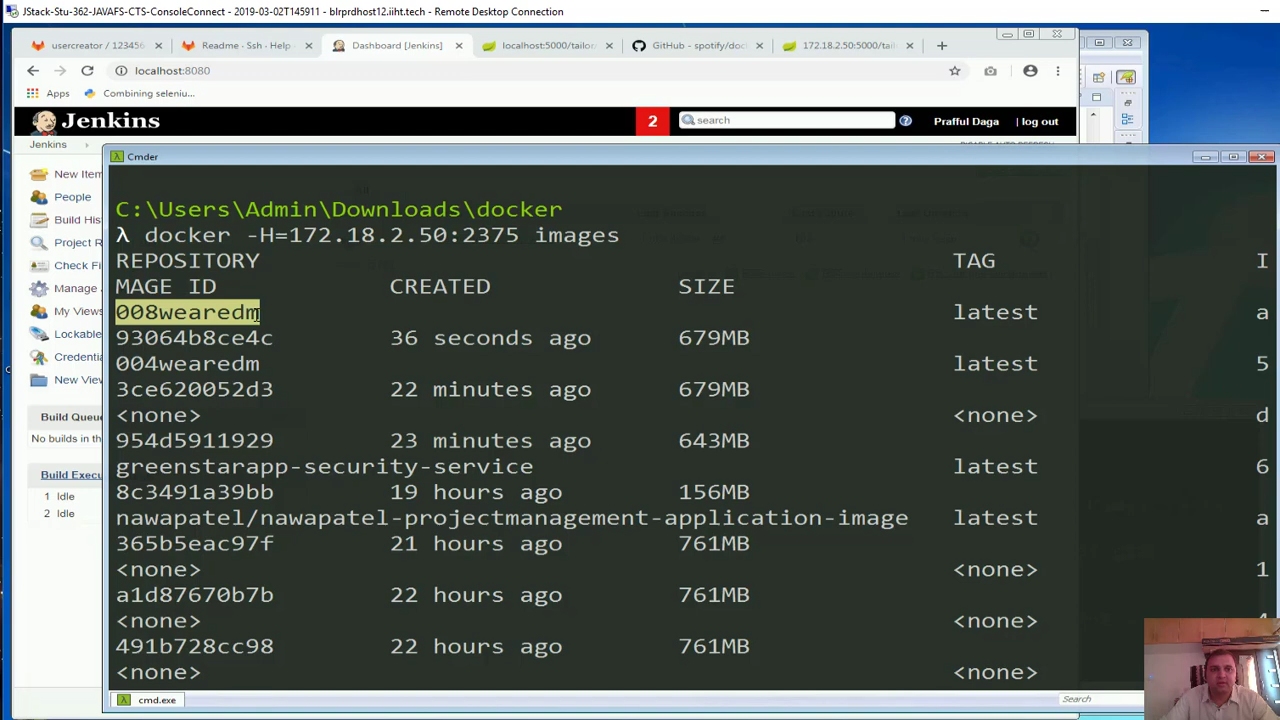 JStack-Stu-362-JAVAFS-CTS-ConsoleConnect - 2019-03-02T145911 - blrprdhost12.iiht.tech - Remote Desktop Connection
usercreator / 123456
Readme - Ssh - Help
Dashboard [Jenkins]
localhost:5000/tailor
GitHub - spotify/doc
172.18.2.50:5000/tail
localhost:8080
Apps
Combining seleniu...
Jenkins
2
search
Prafful Daga
| log out
Jenkins
New Item
People
Build Hist
Project R
Check Fi
Manage
My Views
Lockable
Credentia
New View
Build Queue
No builds in th
Build Execu
1 Idle
2 Idle
Cmder
C:\Users\Admin\Downloads\docker
λ docker -H=172.18.2.50:2375 images
REPOSITORY TAG I
MAGE ID CREATED SIZE
008wearedm latest a
93064b8ce4c 36 seconds ago 679MB
004wearedm latest 5
3ce620052d3 22 minutes ago 679MB
<none> <none> d
954d5911929 23 minutes ago 643MB
greenstarapp-security-service latest 6
8c3491a39bb 19 hours ago 156MB
nawapatel/nawapatel-projectmanagement-application-image latest a
365b5eac97f 21 hours ago 761MB
<none> <none> 1
a1d87670b7b 22 hours ago 761MB
<none> <none>
491b728cc98 22 hours ago 761MB
<none> <none>
cmd.exe
Search